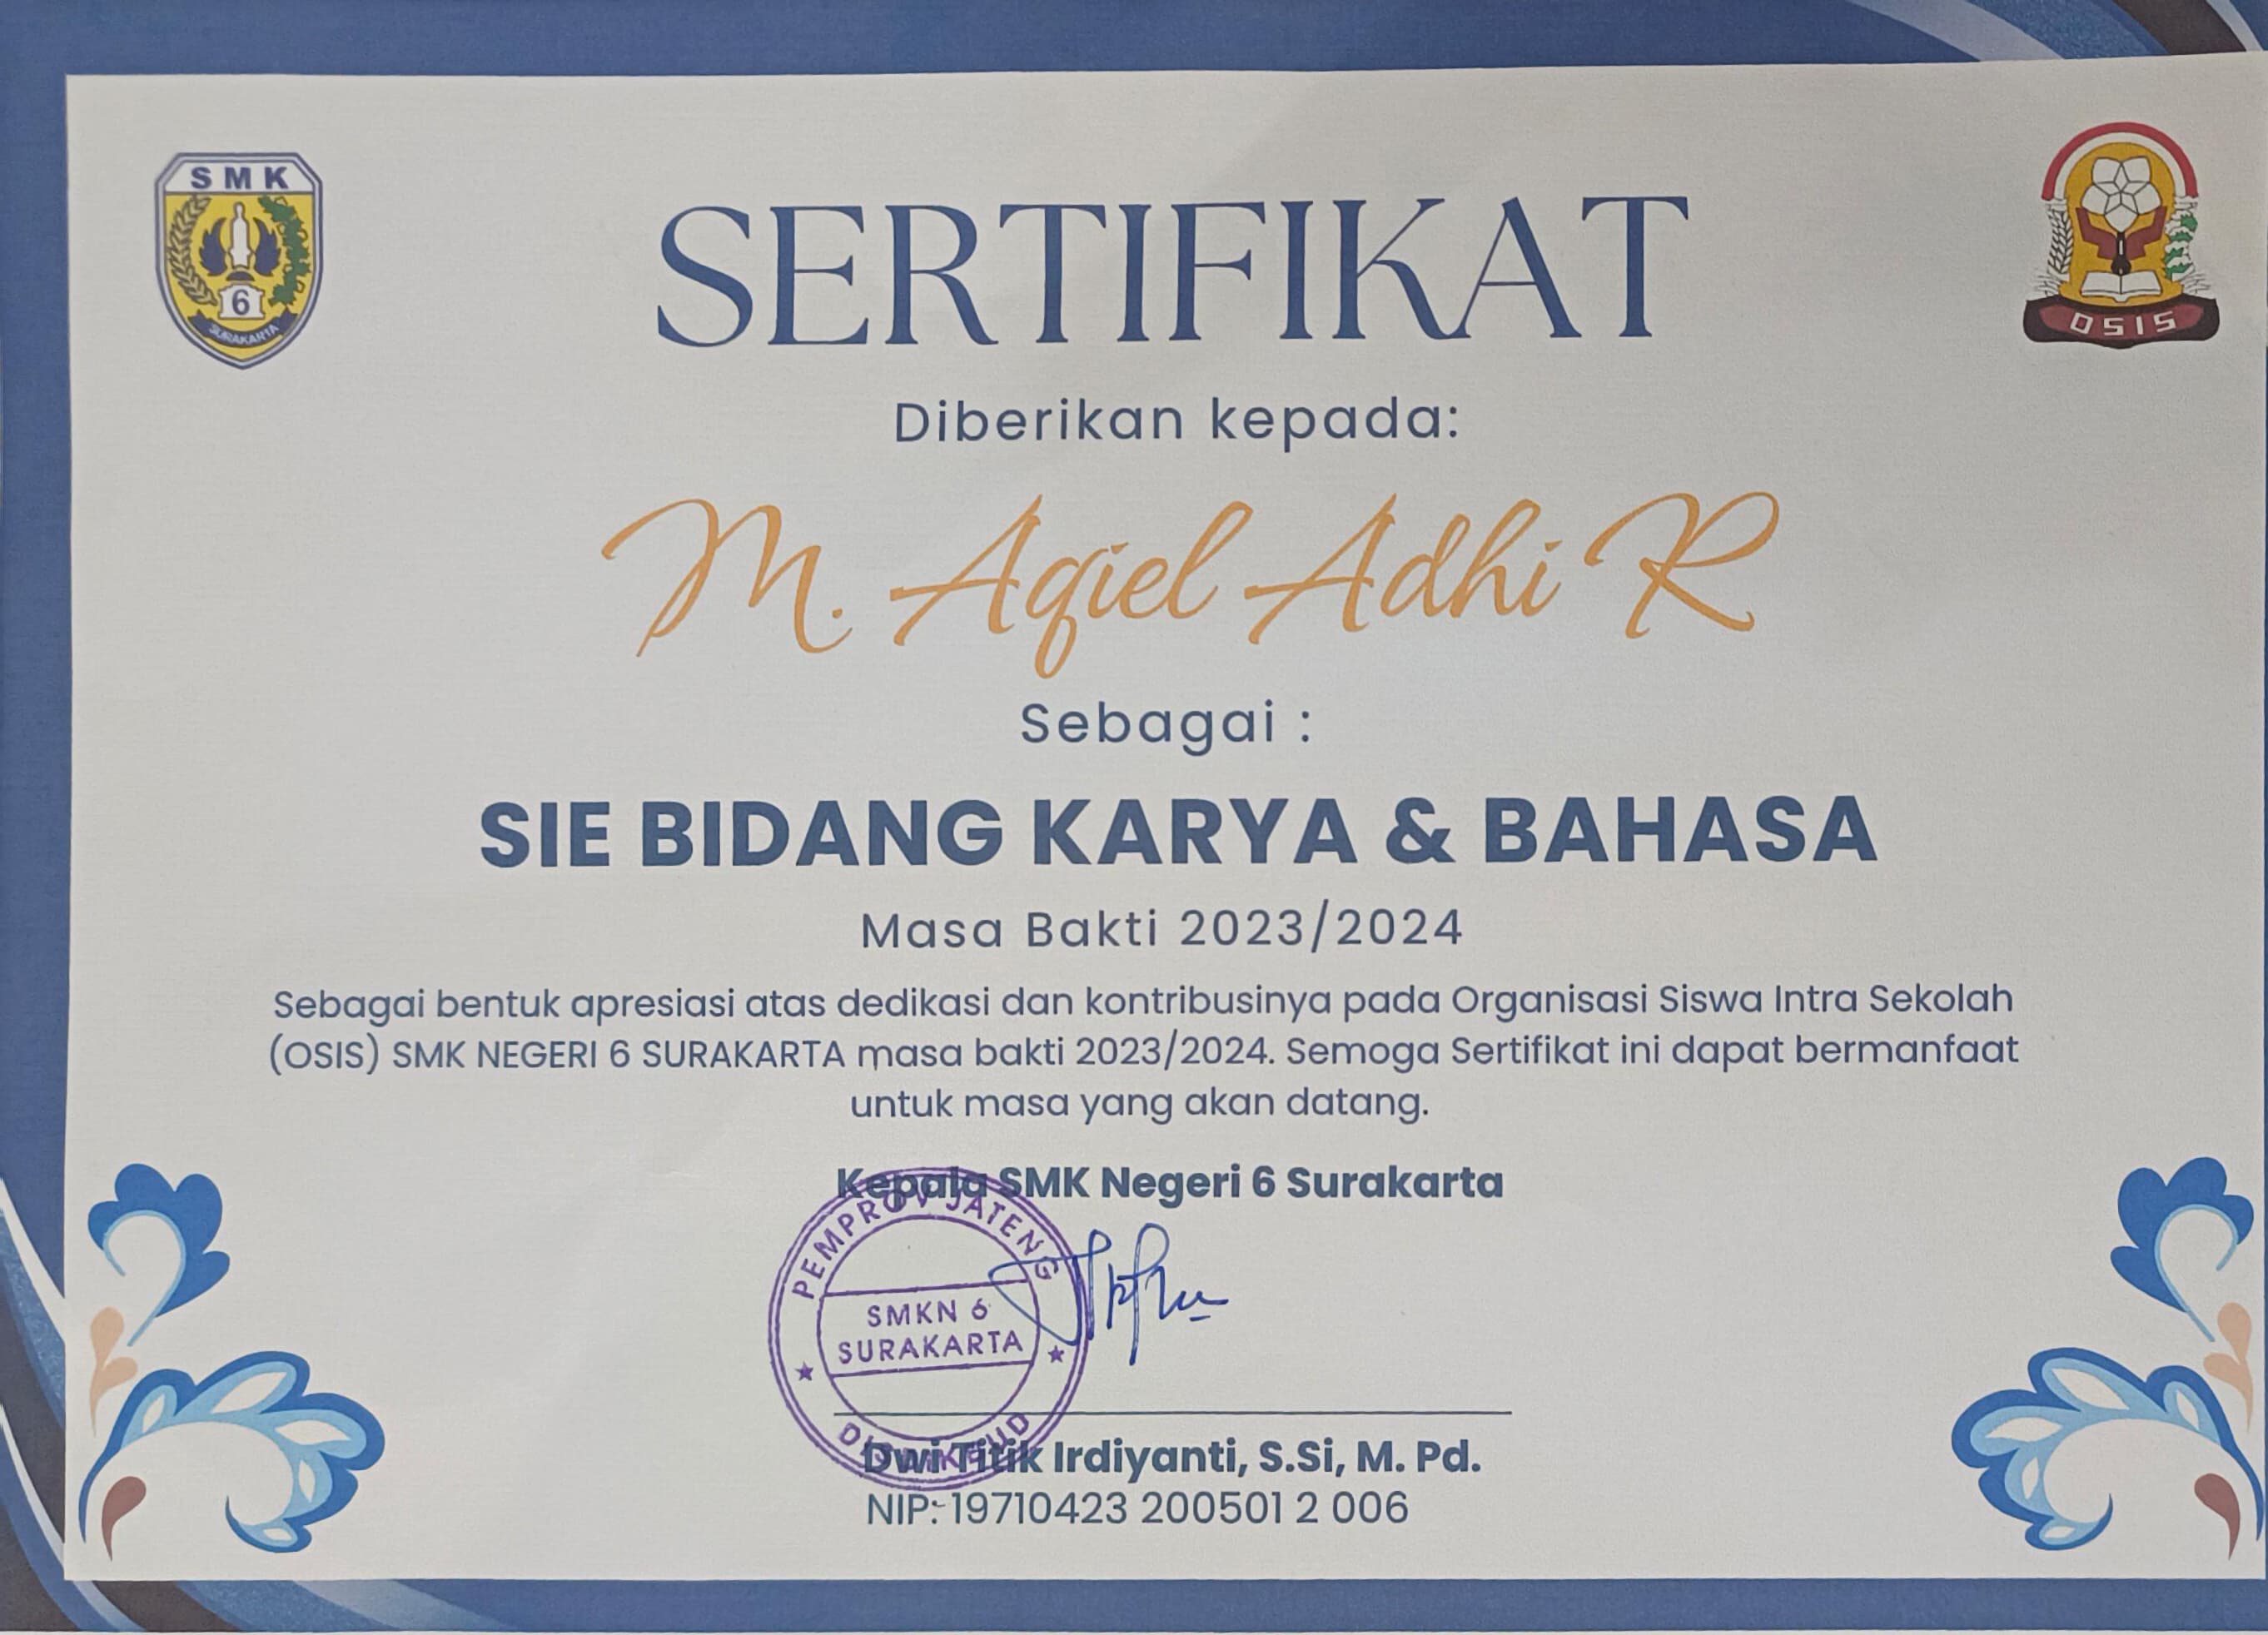 SMK
6
SURAKARTA
OSIS
SERTIFIKAT
Diberikan kepada:
M. Aqiel Adhi R
Sebagai :
SIE BIDANG KARYA & BAHASA
Masa Bakti 2023/2024
Sebagai bentuk apresiasi atas dedikasi dan kontribusinya pada Organisasi Siswa Intra Sekolah
(OSIS) SMK NEGERI 6 SURAKARTA masa bakti 2023/2024. Semoga Sertifikat ini dapat bermanfaat
untuk masa yang akan datang.
Kepala SMK Negeri 6 Surakarta
PEMPROV JATENG
SMKN 6
SURAKARTA
Dwi Titik Irdiyanti, S.Si, M. Pd.
NIP: 19710423 200501 2 006